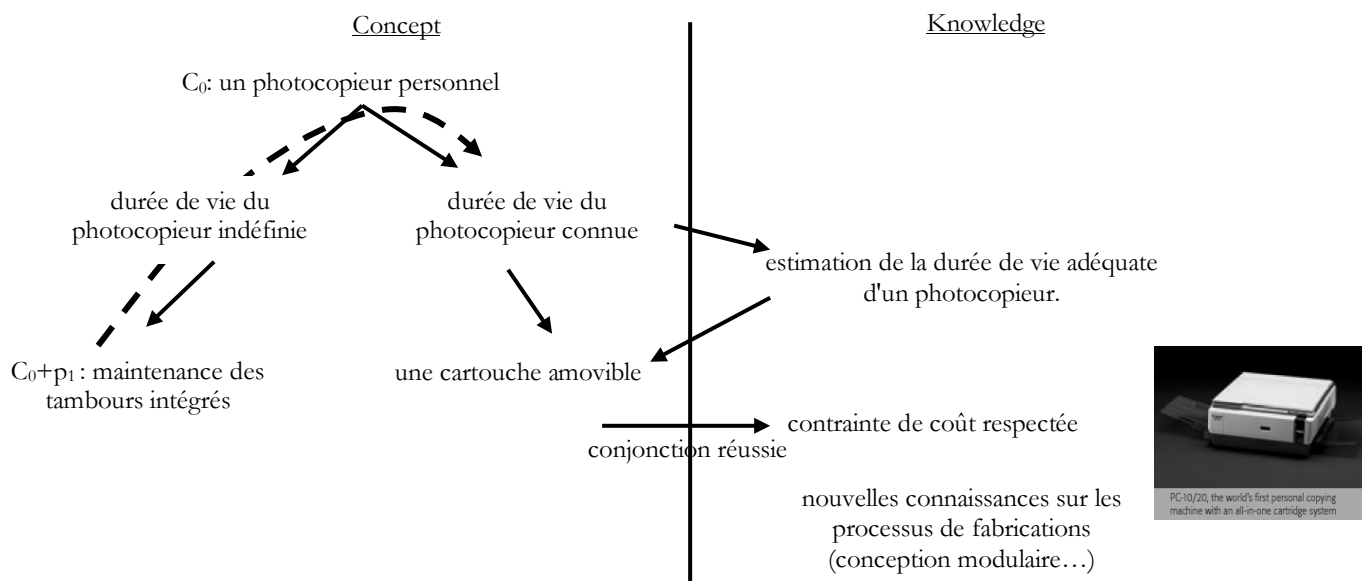 Concept
Knowledge
C₀: un photocopieur personnel
durée de vie du
photocopieur indéfinie
durée de vie du
photocopieur connue
estimation de la durée de vie adéquate
d'un photocopieur.
C₀+p₁ : maintenance des
tambours intégrés
une cartouche amovible
conjonction réussie
contrainte de coût respectée
nouvelles connaissances sur les
processus de fabrications
(conception modulaire…)
PC-10/20, the world's first personal copying
machine with an all-in-one cartridge system